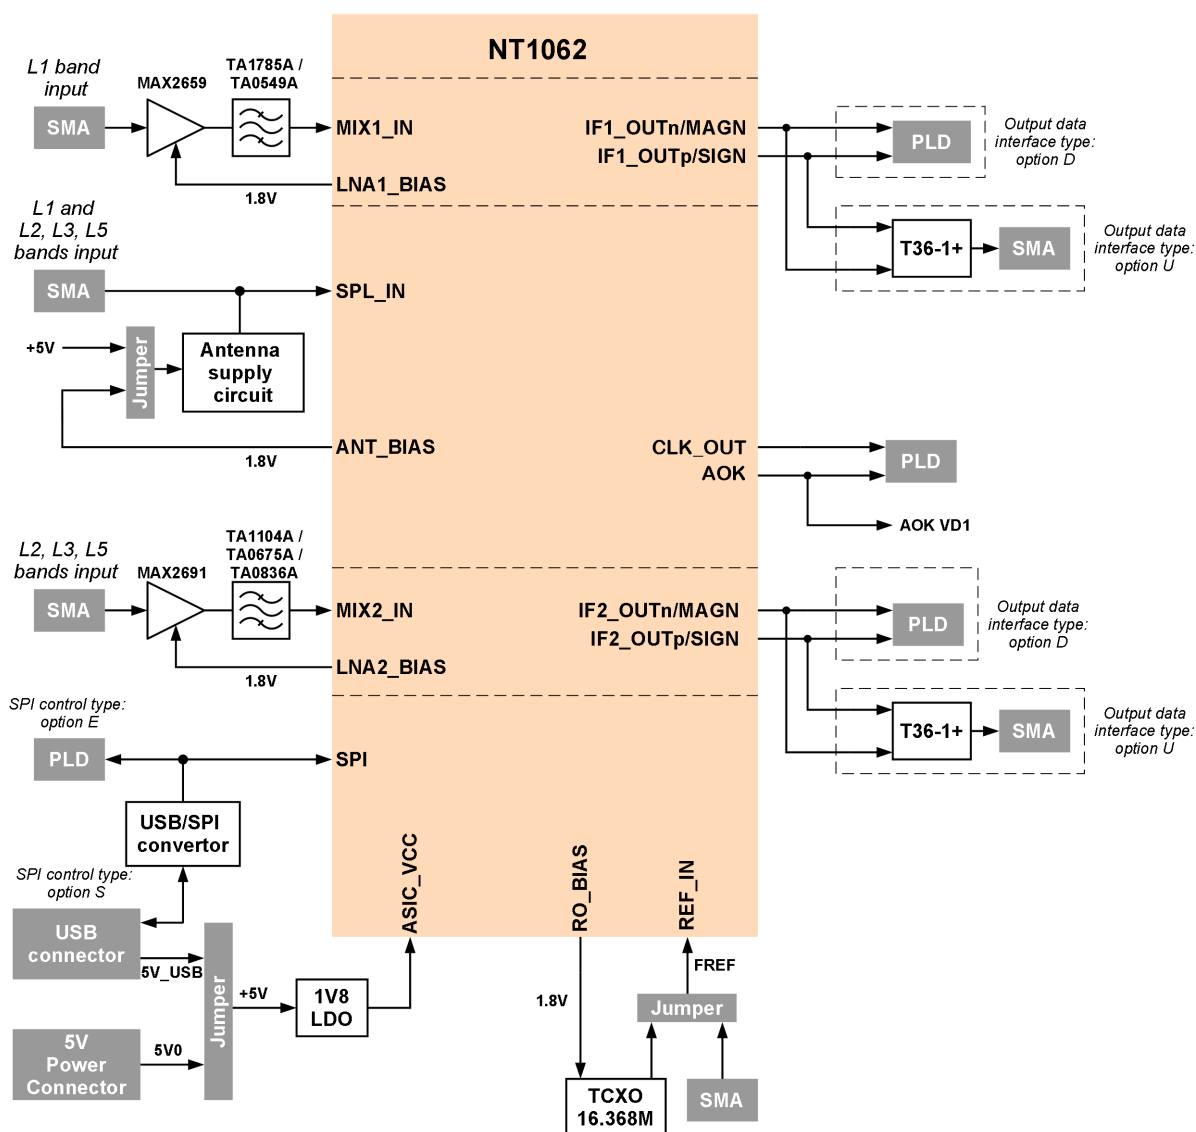 NT1062
L1 band
input
SMA
MAX2659
TA1785A /
TA0549A
MIX1_IN
LNA1_BIAS
1.8V
IF1_OUTn/MAGN
IF1_OUTp/SIGN
PLD
Output data
interface type:
option D
T36-1+
SMA
Output data
interface type:
option U
L1 and
L2, L3, L5
bands input
SMA
SPL_IN
+5V
Jumper
Antenna
supply
circuit
ANT_BIAS
1.8V
CLK_OUT
AOK
PLD
AOK VD1
L2, L3, L5
bands input
SMA
MAX2691
TA1104A /
TA0675A /
TA0836A
MIX2_IN
LNA2_BIAS
1.8V
IF2_OUTn/MAGN
IF2_OUTp/SIGN
PLD
Output data
interface type:
option D
T36-1+
SMA
Output data
interface type:
option U
SPI control type:
option E
PLD
SPI
USB/SPI
convertor
SPI control type:
option S
USB
connector
5V_USB
5V
Power
Connector
5V0
Jumper
+5V
1V8
LDO
ASIC_VCC
RO_BIAS
REF_IN
1.8V
FREF
Jumper
TCXO
16.368M
SMA